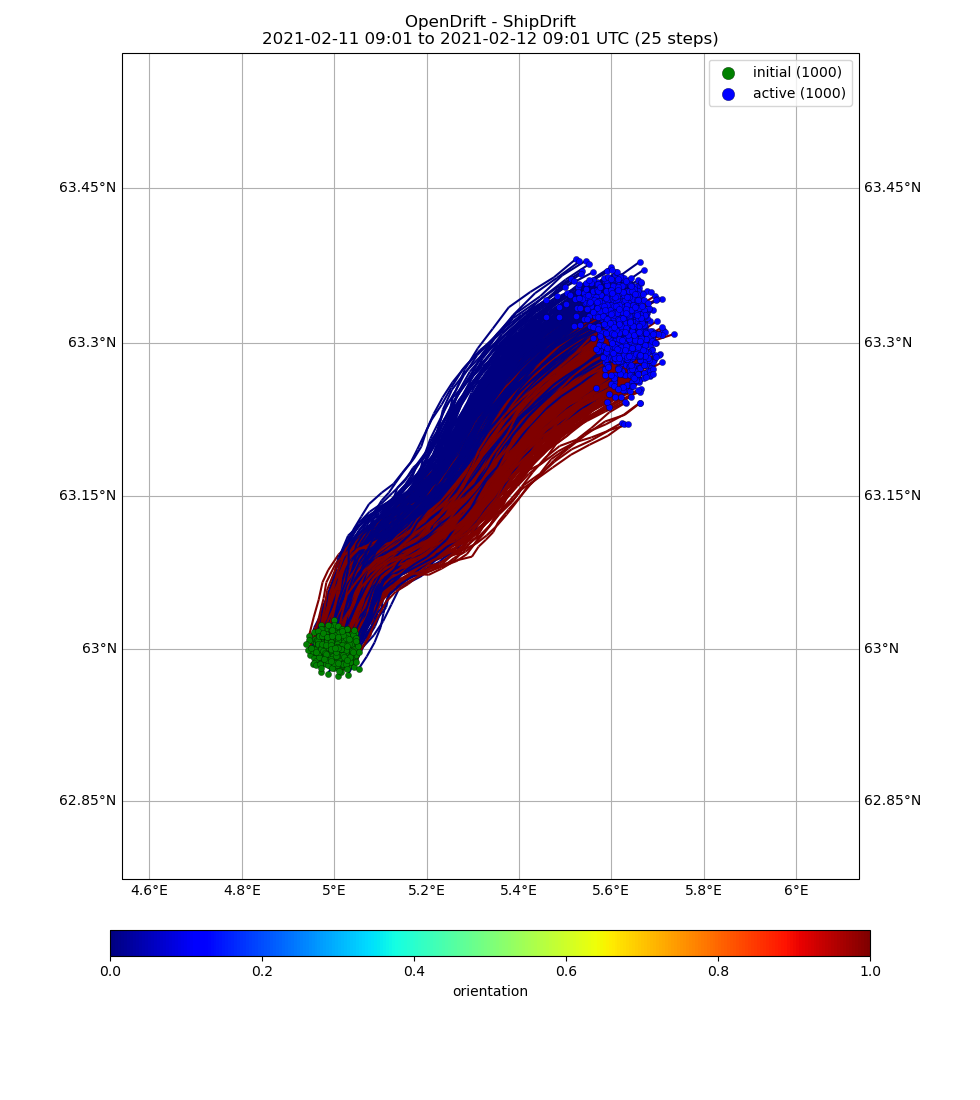 OpenDrift - ShipDrift
2021-02-11 09:01 to 2021-02-12 09:01 UTC (25 steps)
initial (1000)
active (1000)
63.45°N 63.45°N
63.3°N 63.3°N
63.15°N 63.15°N
63°N 63°N
62.85°N 62.85°N
4.6°E 4.8°E 5°E 5.2°E 5.4°E 5.6°E 5.8°E 6°E
0.0 0.2 0.4 0.6 0.8 1.0
orientation